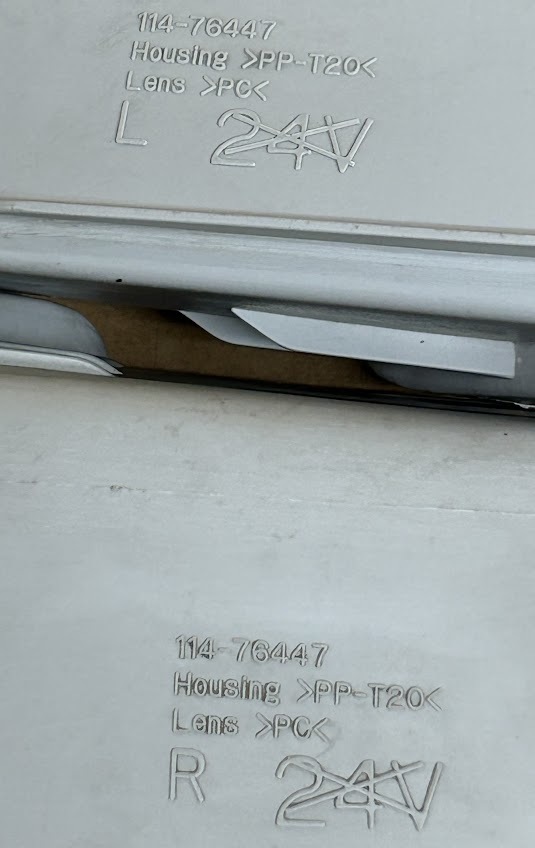 114-76447
Housing >PP-T20<
Lens >PC<
L 24V
114-76447
Housing >PP-T20<
Lens >PC<
R 24V